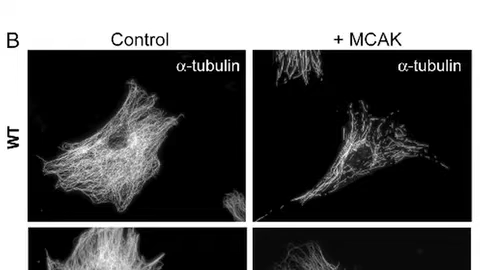 B
Control
+ MCAK
α-tubulin
α-tubulin
WT